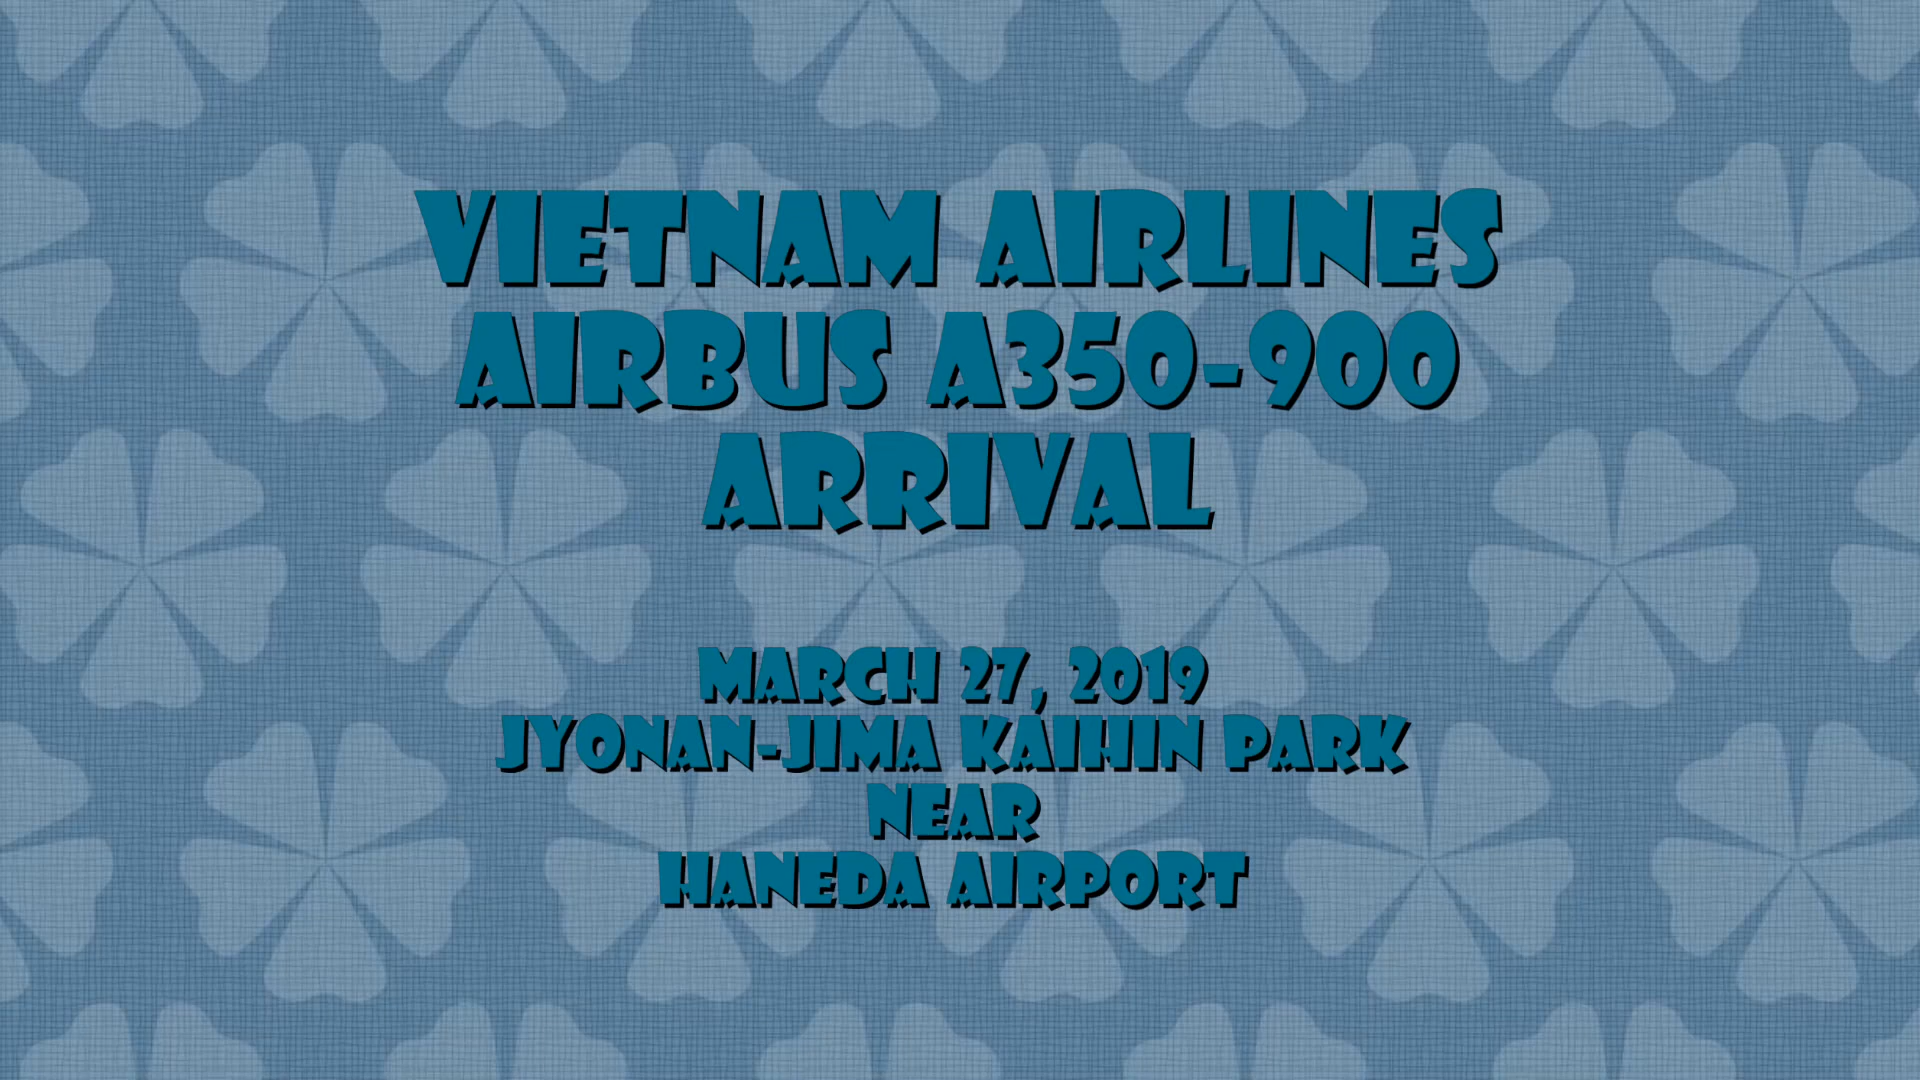 VIETNAM AIRLINES
AIRBUS A350-900
ARRIVAL
MARCH 27, 2019
JYONAN-JIMA KAIHIN PARK
NEAR
HANEDA AIRPORT